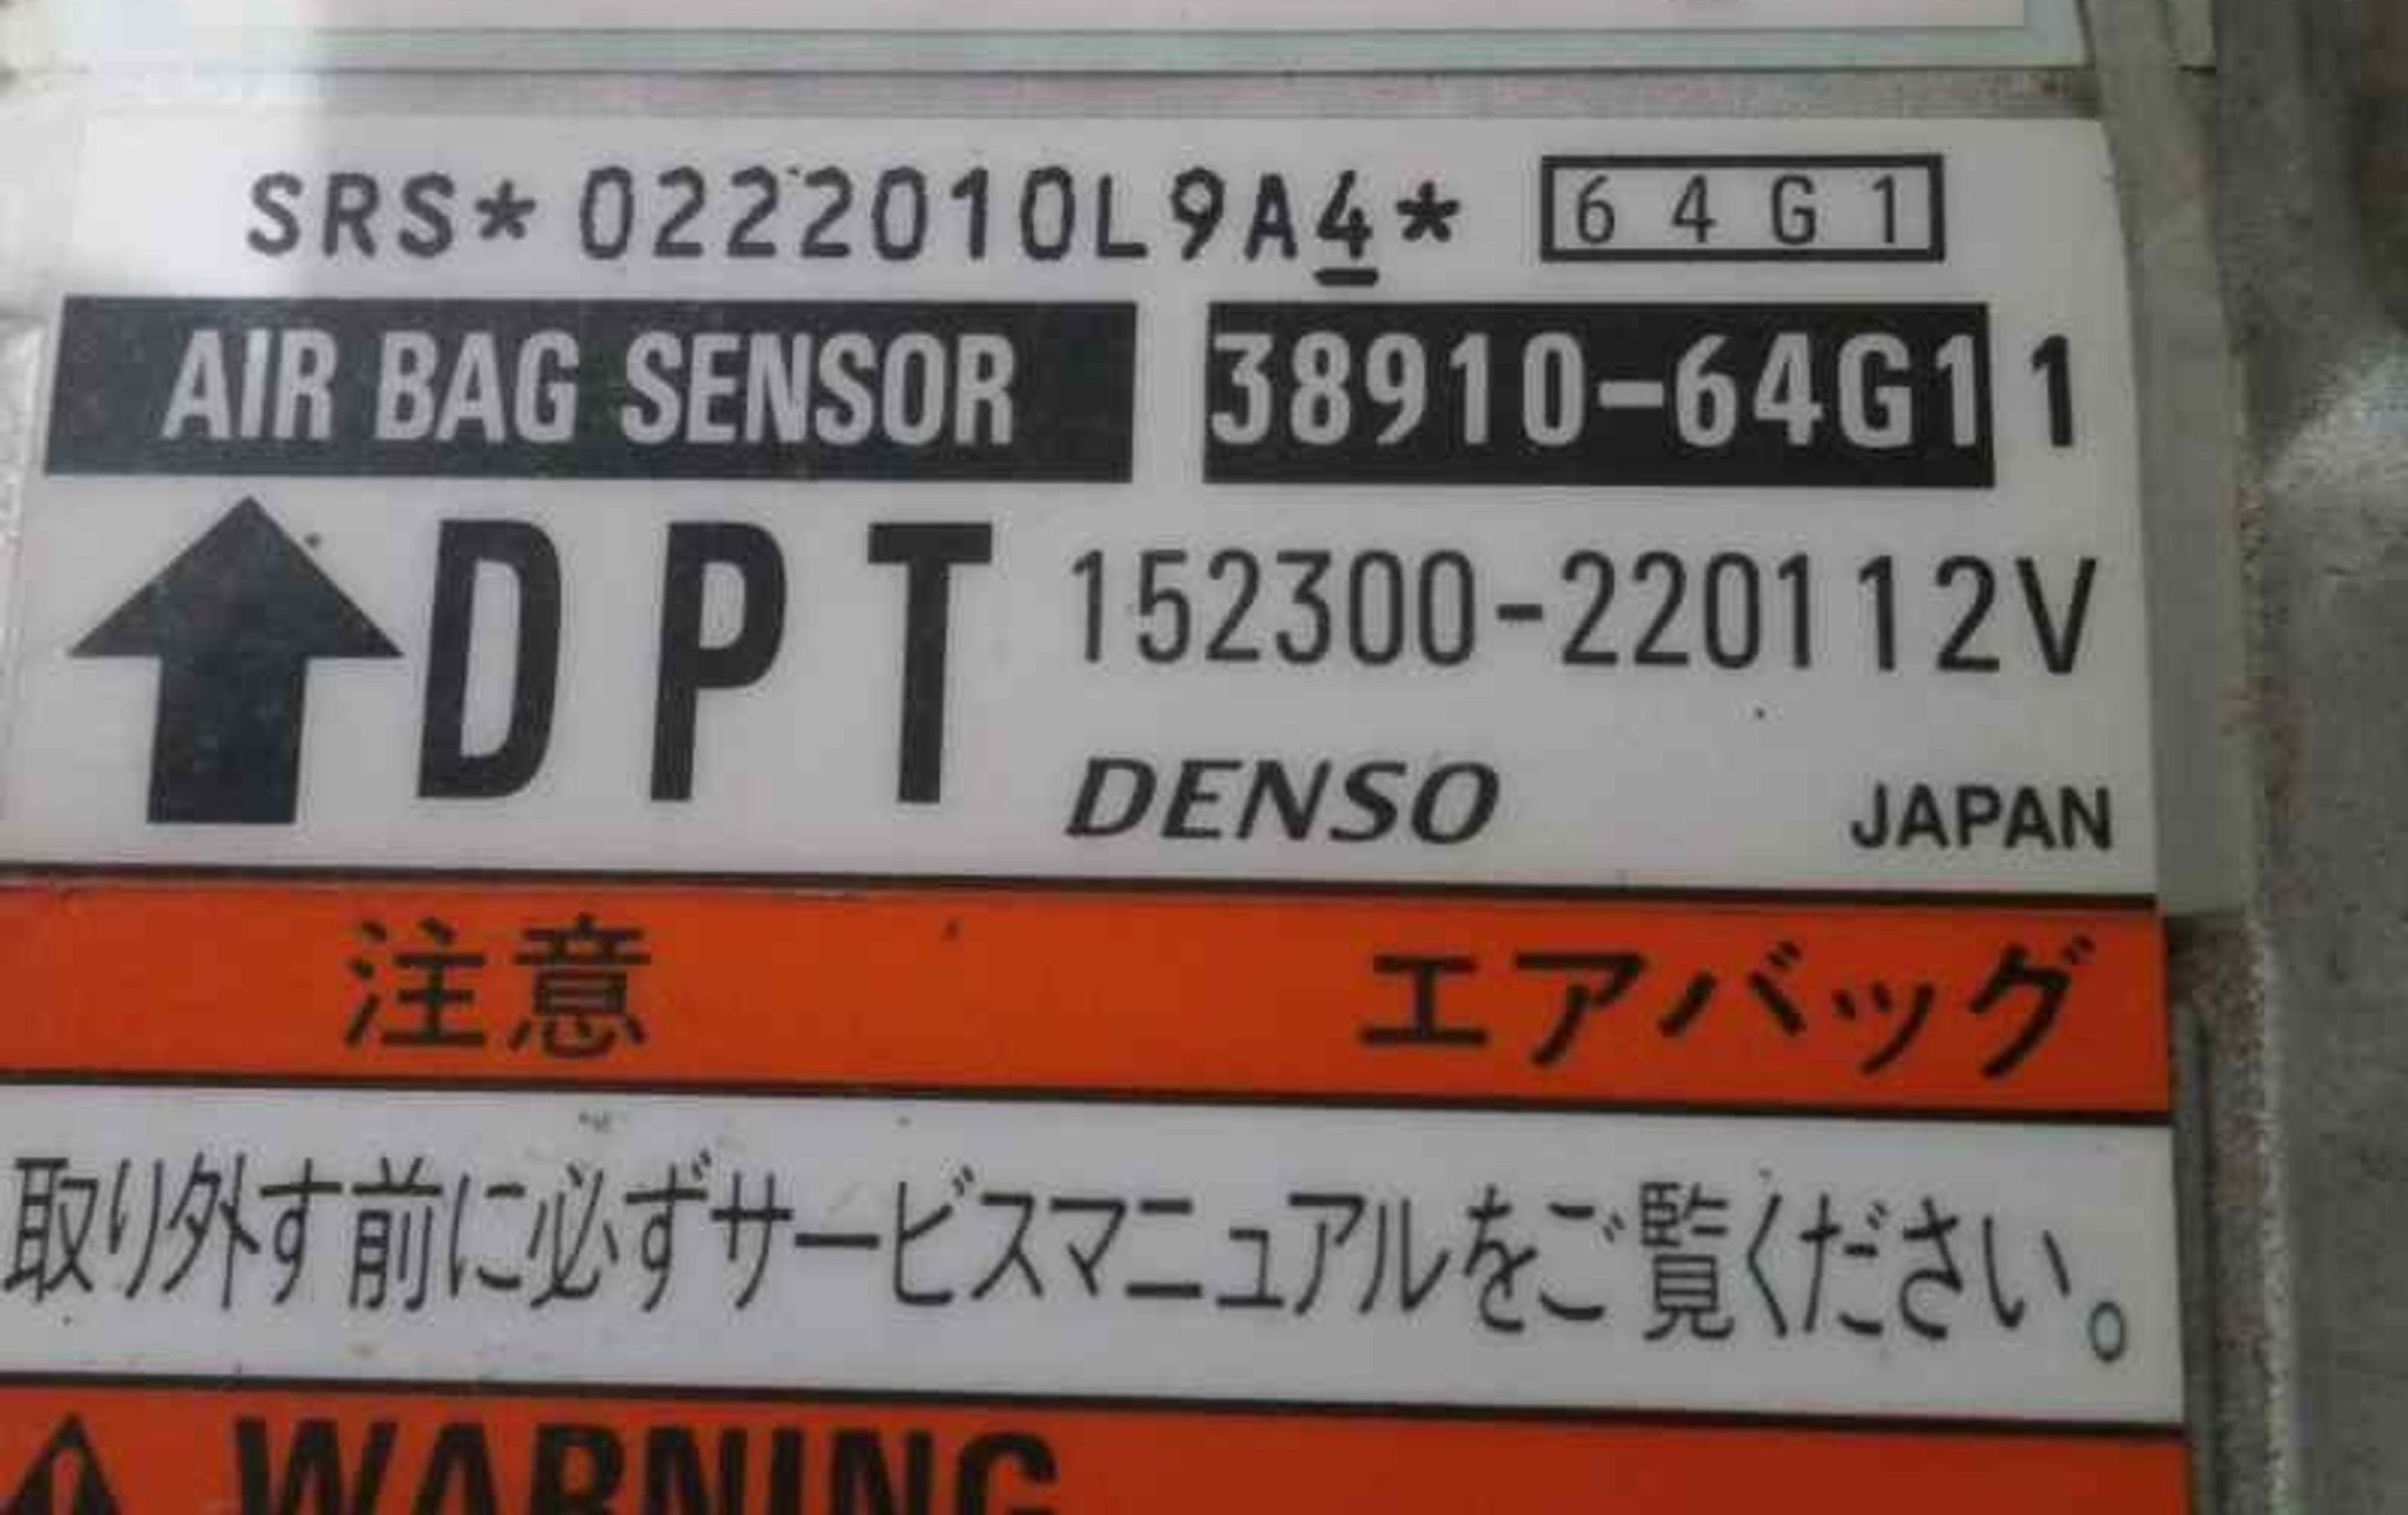 SRS*0222010L9A4* 64G1
AIR BAG SENSOR 38910-64G11 1
DPT 152300-2201 12V
DENSO JAPAN
注意 エアバッグ
取り外す前に必ずサービスマニュアルをご覧ください。
WARNING